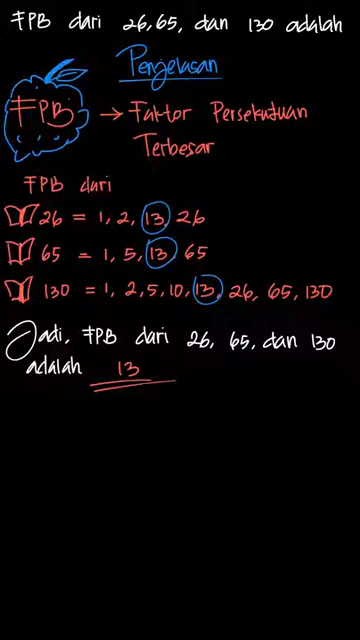 FPB dari 26, 65, dan 130 adalah
Penjelasan
FPB → Faktor Persekutuan
Terbesar
FPB dari
26 = 1, 2, 13, 26
65 = 1, 5, 13, 65
130 = 1, 2, 5, 10, 13, 26, 65, 130
Jadi, FPB dari 26, 65, dan 130
adalah 13